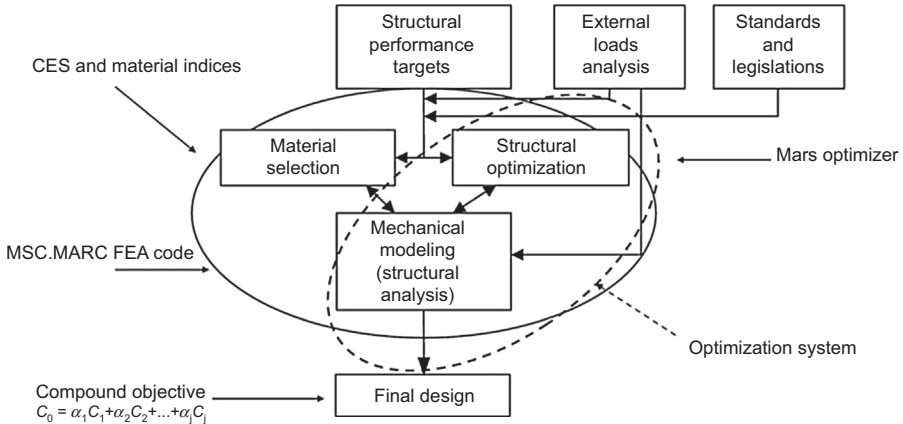 Structural
performance
targets
External
loads
analysis
Standards
and
legislations
CES and material indices
Material
selection
Structural
optimization
Mars optimizer
Mechanical
modeling
(structural
analysis)
MSC.MARC FEA code
Optimization system
Compound objective
C₀ = α₁C₁+α₂C₂+...+αⱼCⱼ
Final design